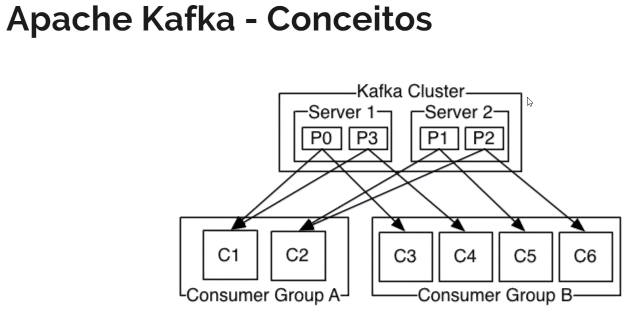 Apache Kafka - Conceitos
Kafka Cluster
Server 1 Server 2
P0 P3 P1 P2
C1 C2 C3 C4 C5 C6
Consumer Group A Consumer Group B